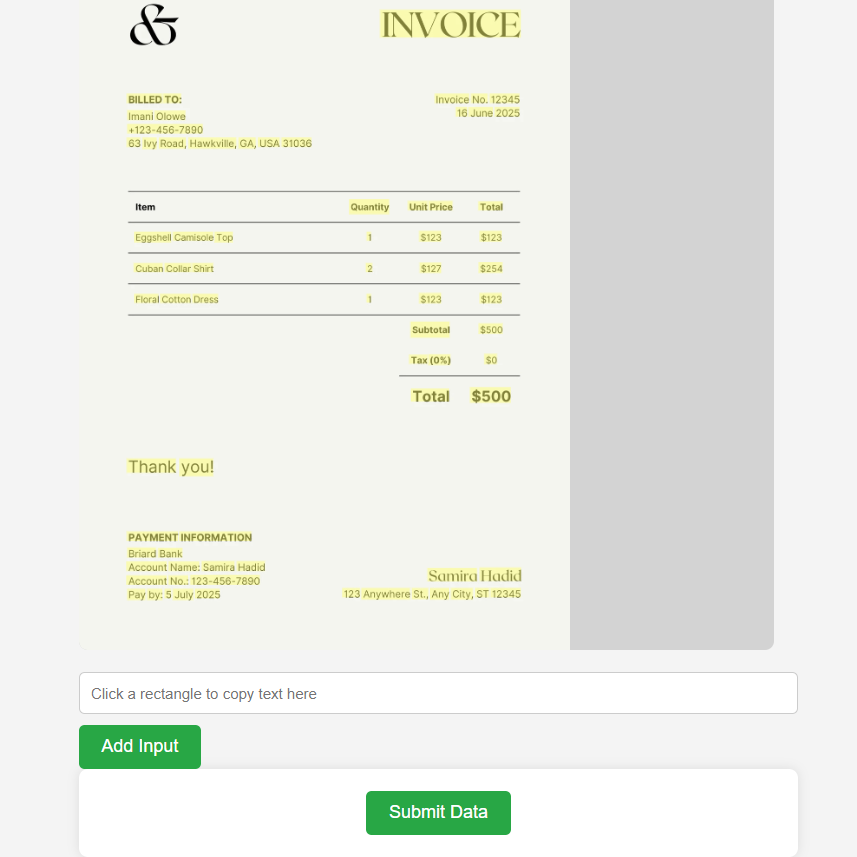 &
INVOICE
BILLED TO:
Imani Olowe
+123-456-7890
63 Ivy Road, Hawkville, GA, USA 31036
Invoice No. 12345
16 June 2025
Item Quantity Unit Price Total
Eggshell Camisole Top 1 $123 $123
Cuban Collar Shirt 2 $127 $254
Floral Cotton Dress 1 $123 $123
Subtotal $500
Tax (0%) $0
Total $500
Thank you!
PAYMENT INFORMATION
Briard Bank
Account Name: Samira Hadid
Account No.: 123-456-7890
Pay by: 5 July 2025
Samira Hadid
123 Anywhere St., Any City, ST 12345
Click a rectangle to copy text here
Add Input
Submit Data